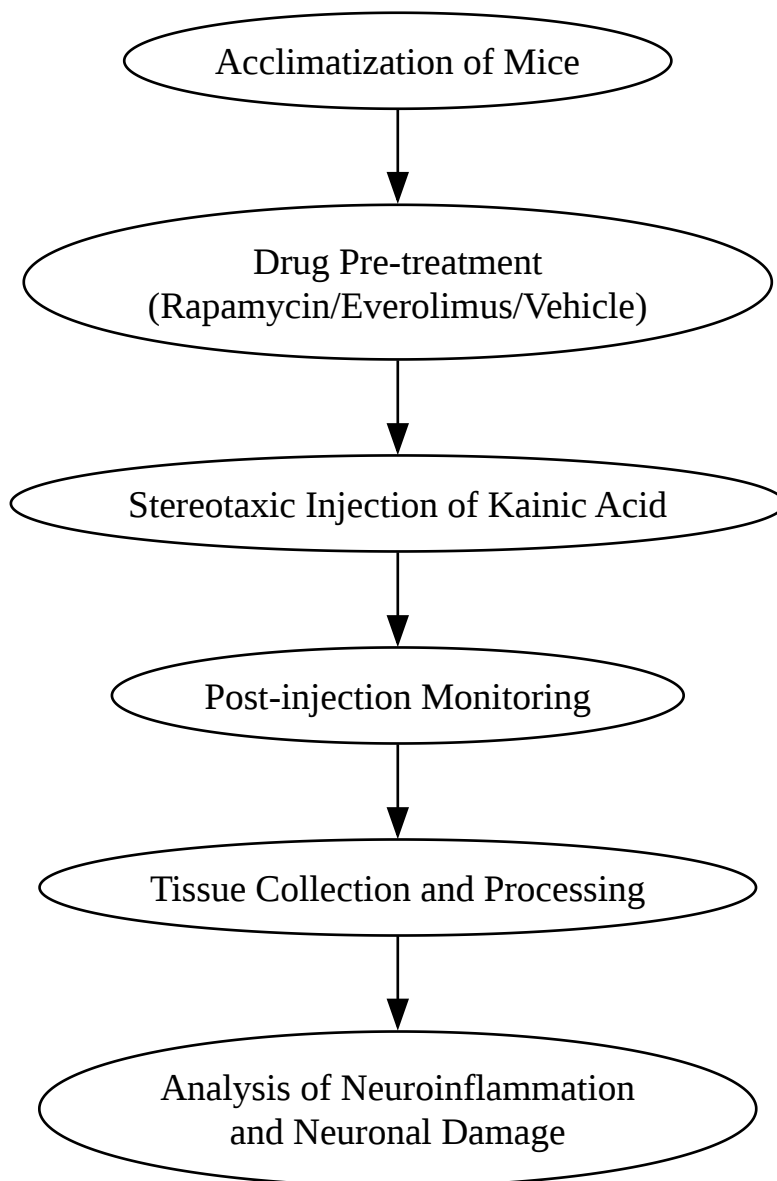 Acclimatization of Mice
Drug Pre-treatment
(Rapamycin/Everolimus/Vehicle)
Stereotaxic Injection of Kainic Acid
Post-injection Monitoring
Tissue Collection and Processing
Analysis of Neuroinflammation
and Neuronal Damage